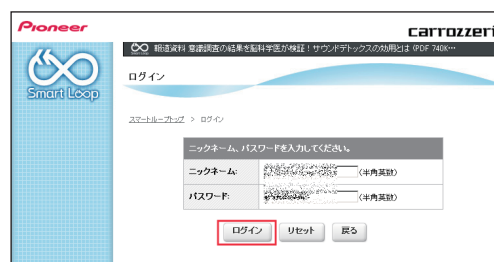 Pioneer
carrozzeri
報道資料 意識調査の結果を脳科学医が検証！サウンドデトックスの効用とは (PDF 740K…
Smart Loop
ログイン
スマートループトップ > ログイン
ニックネーム、パスワードを入力してください。
ニックネーム: (半角英数)
パスワード: (半角英数)
ログイン リセット 戻る